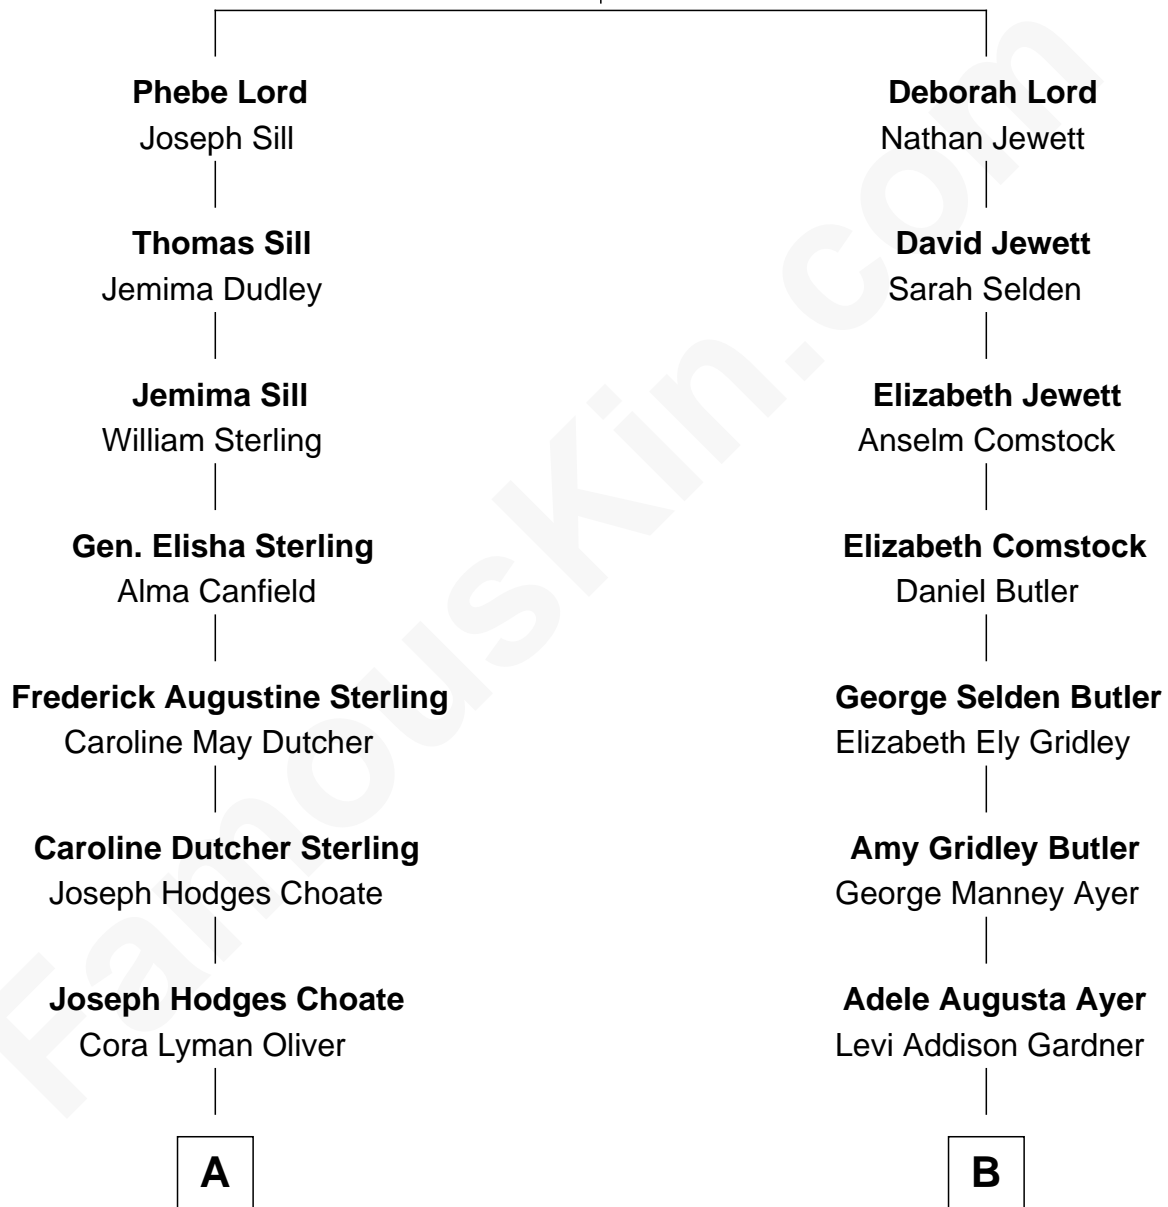 Phebe Lord
Joseph Sill
Thomas Sill
Jemima Dudley
Jemima Sill
William Sterling
Gen. Elisha Sterling
Alma Canfield
Frederick Augustine Sterling
Caroline May Dutcher
Caroline Dutcher Sterling
Joseph Hodges Choate
Joseph Hodges Choate
Cora Lyman Oliver
A
Deborah Lord
Nathan Jewett
David Jewett
Sarah Selden
Elizabeth Jewett
Anselm Comstock
Elizabeth Comstock
Daniel Butler
George Selden Butler
Elizabeth Ely Gridley
Amy Gridley Butler
George Manney Ayer
Adele Augusta Ayer
Levi Addison Gardner
B
FamousKin.com